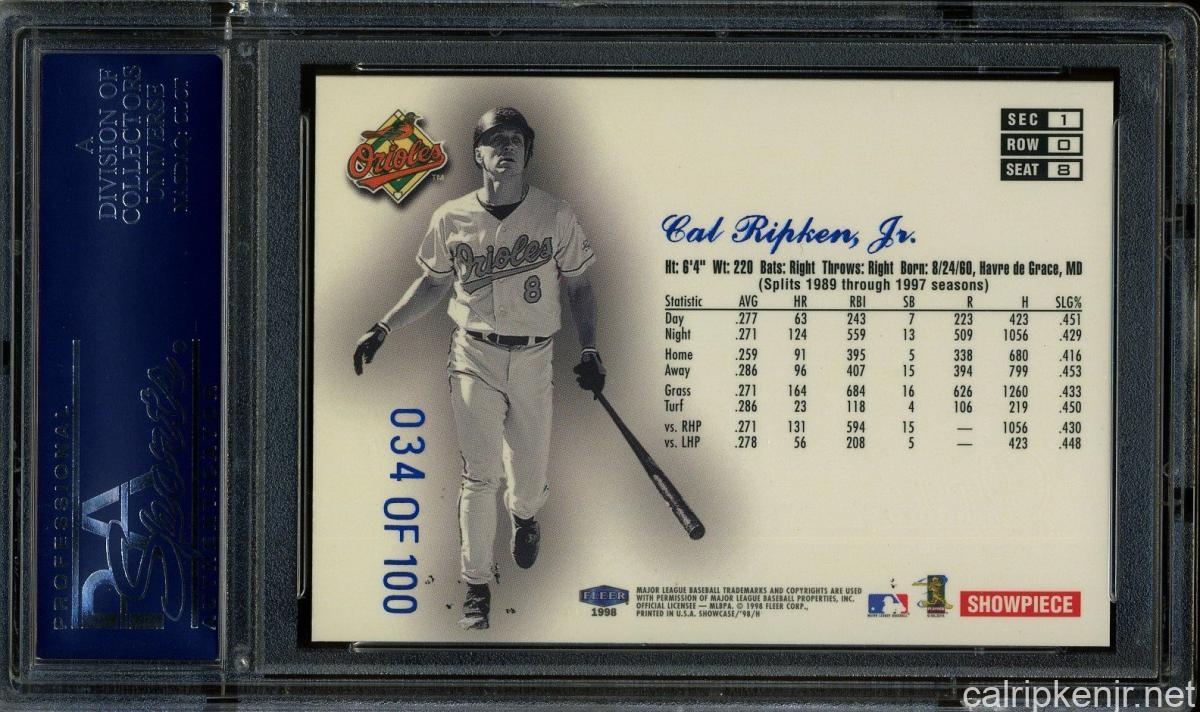 A
DIVISION OF
COLLECTORS
UNIVERSE
NASDAQ: CLCT
PROFESSIONAL
PSA
Sports
AUTHENTICATOR
Orioles™
Orioles
8
034 OF 100
SEC 1
ROW 0
SEAT 8
Cal Ripken, Jr.
Ht: 6'4" Wt: 220 Bats: Right Throws: Right Born: 8/24/60, Havre de Grace, MD
(Splits 1989 through 1997 seasons)
Statistic AVG HR RBI SB R H SLG%
Day .277 63 243 7 223 423 .451
Night .271 124 559 13 509 1056 .429
Home .259 91 395 5 338 680 .416
Away .286 96 407 15 394 799 .453
Grass .271 164 684 16 626 1260 .433
Turf .286 23 118 4 106 219 .450
vs. RHP .271 131 594 15 — 1056 .430
vs. LHP .278 56 208 5 — 423 .448
FLEER
1998
MAJOR LEAGUE BASEBALL TRADEMARKS AND COPYRIGHTS ARE USED
WITH PERMISSION OF MAJOR LEAGUE BASEBALL PROPERTIES, INC.
OFFICIAL LICENSEE — MLBPA. © 1998 FLEER CORP.,
PRINTED IN U.S.A. SHOWCASE/'98/H
SHOWPIECE
calripkenjr.net